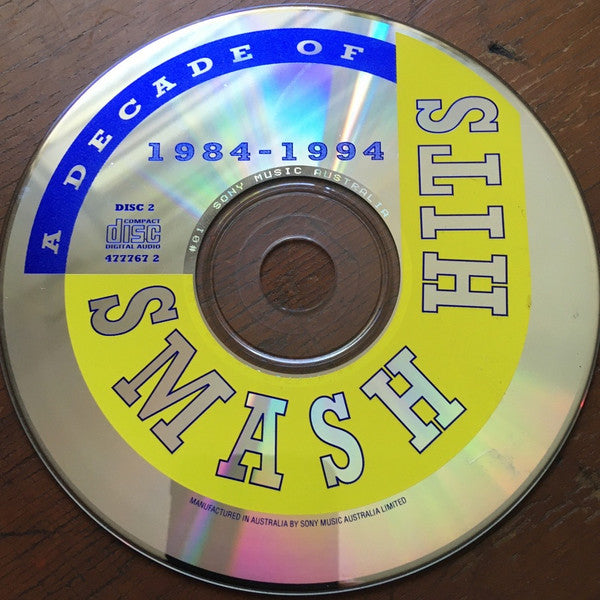 A DECADE OF
SMASH
HITS
1984-1994
DISC 2
COMPACT
disc
DIGITAL AUDIO
477767 2
#01 SONY MUSIC AUSTRALIA
MANUFACTURED IN AUSTRALIA BY SONY MUSIC AUSTRALIA LIMITED